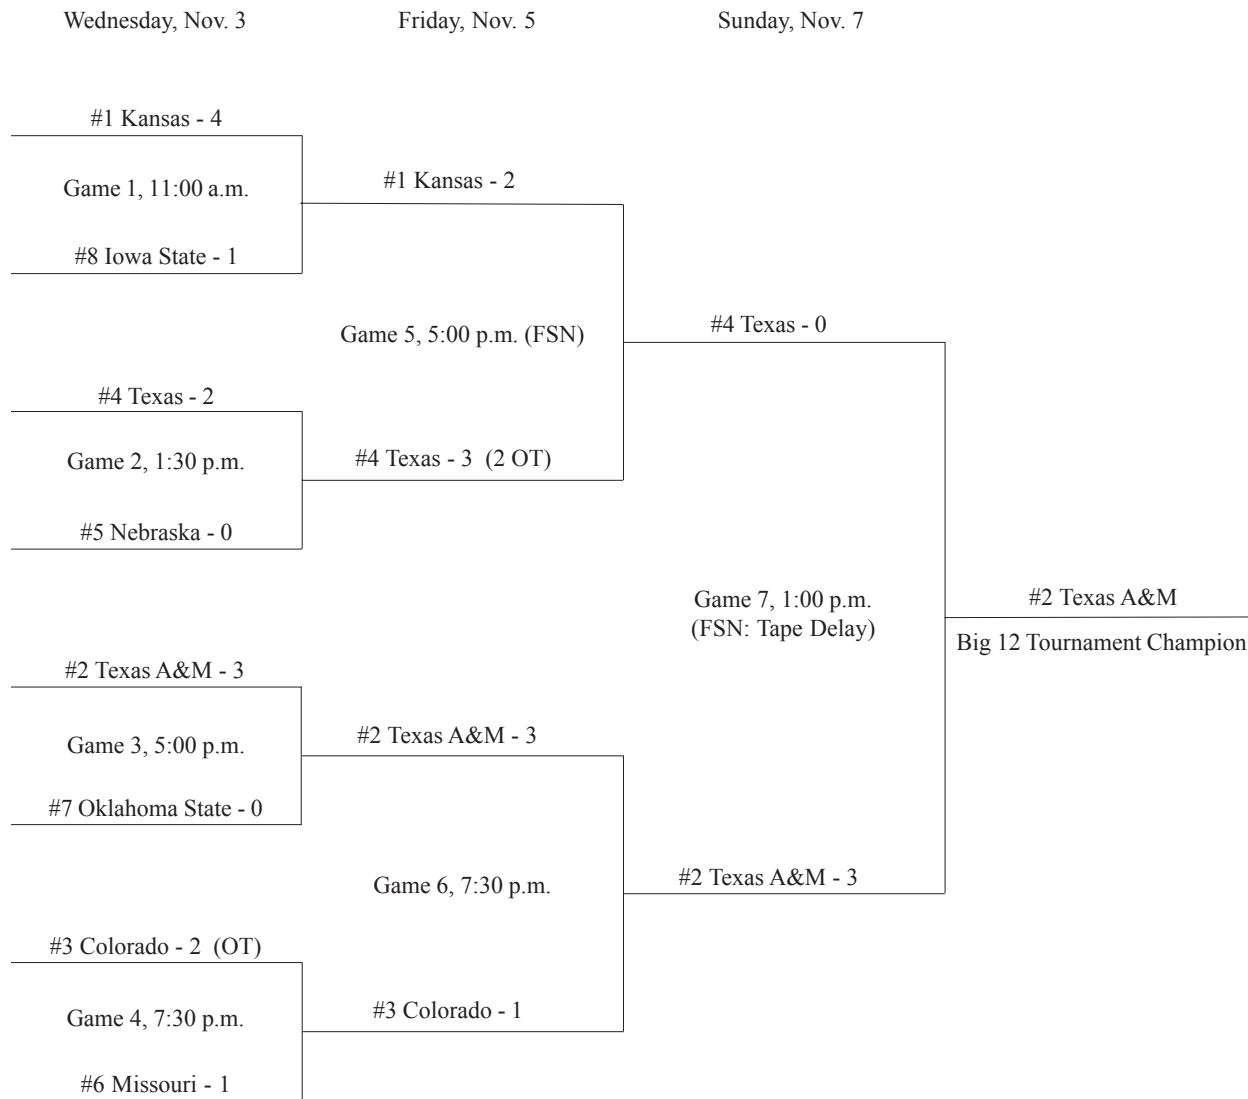 Wednesday, Nov. 3
Friday, Nov. 5
Sunday, Nov. 7
#1 Kansas - 4
Game 1, 11:00 a.m.
#8 Iowa State - 1
#4 Texas - 2
Game 2, 1:30 p.m.
#5 Nebraska - 0
#2 Texas A&M - 3
Game 3, 5:00 p.m.
#7 Oklahoma State - 0
#3 Colorado - 2 (OT)
Game 4, 7:30 p.m.
#6 Missouri - 1
#1 Kansas - 2
Game 5, 5:00 p.m. (FSN)
#4 Texas - 3 (2 OT)
#2 Texas A&M - 3
Game 6, 7:30 p.m.
#3 Colorado - 1
#4 Texas - 0
Game 7, 1:00 p.m.
(FSN: Tape Delay)
#2 Texas A&M - 3
#2 Texas A&M
Big 12 Tournament Champion